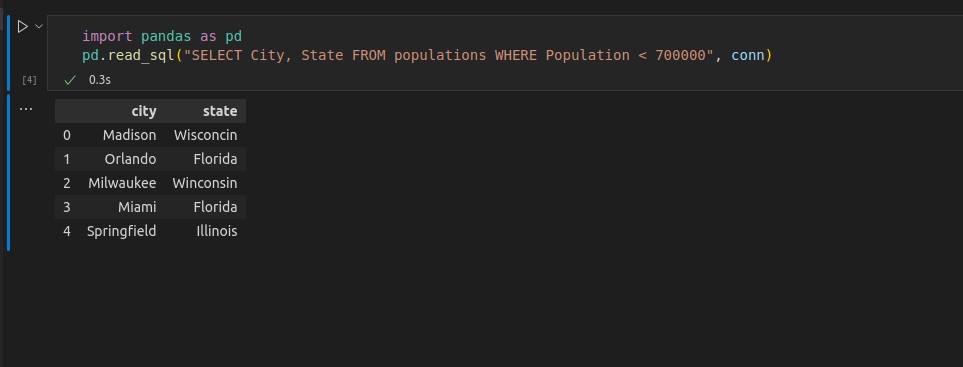 import pandas as pd
pd.read_sql("SELECT City, State FROM populations WHERE Population < 700000", conn)
[4] 0.3s
...
city state
0 Madison Wisconcin
1 Orlando Florida
2 Milwaukee Winconsin
3 Miami Florida
4 Springfield Illinois